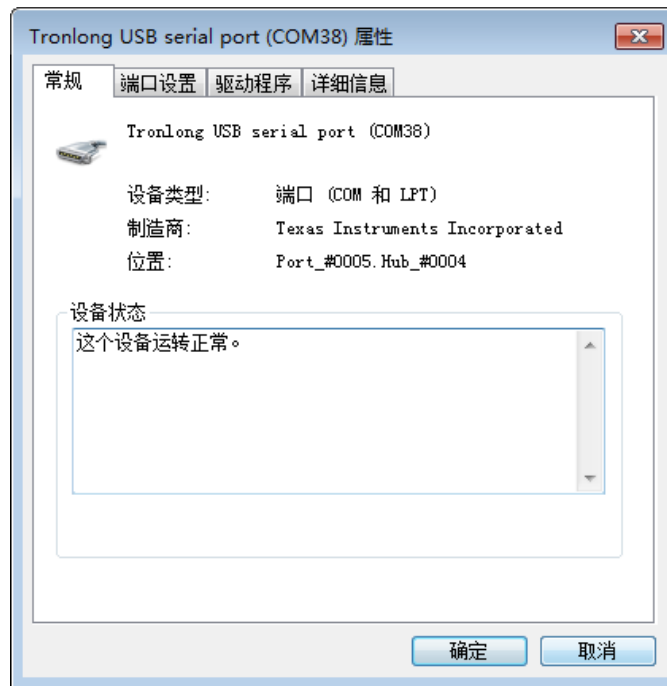 Tronlong USB serial port (COM38) 属性
常规 端口设置 驱动程序 详细信息
Tronlong USB serial port (COM38)
设备类型: 端口 (COM 和 LPT)
制造商: Texas Instruments Incorporated
位置: Port_#0005.Hub_#0004
设备状态
这个设备运转正常。
确定 取消